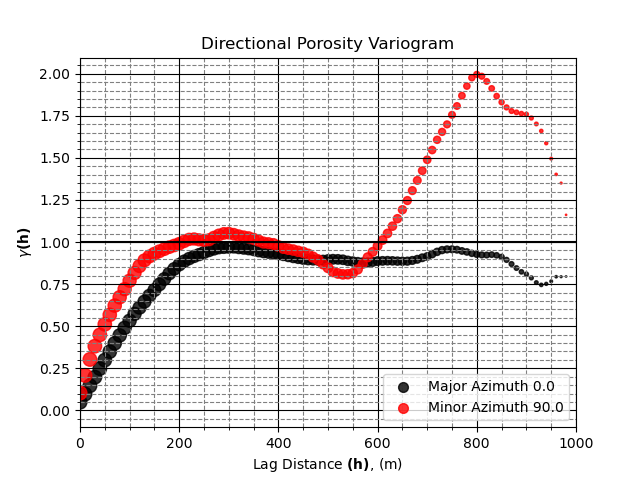 Directional Porosity Variogram
2.00
1.75
1.50
1.25
1.00
0.75
0.50
0.25
0.00
γ(h)
0 200 400 600 800 1000
Lag Distance (h), (m)
Major Azimuth 0.0
Minor Azimuth 90.0